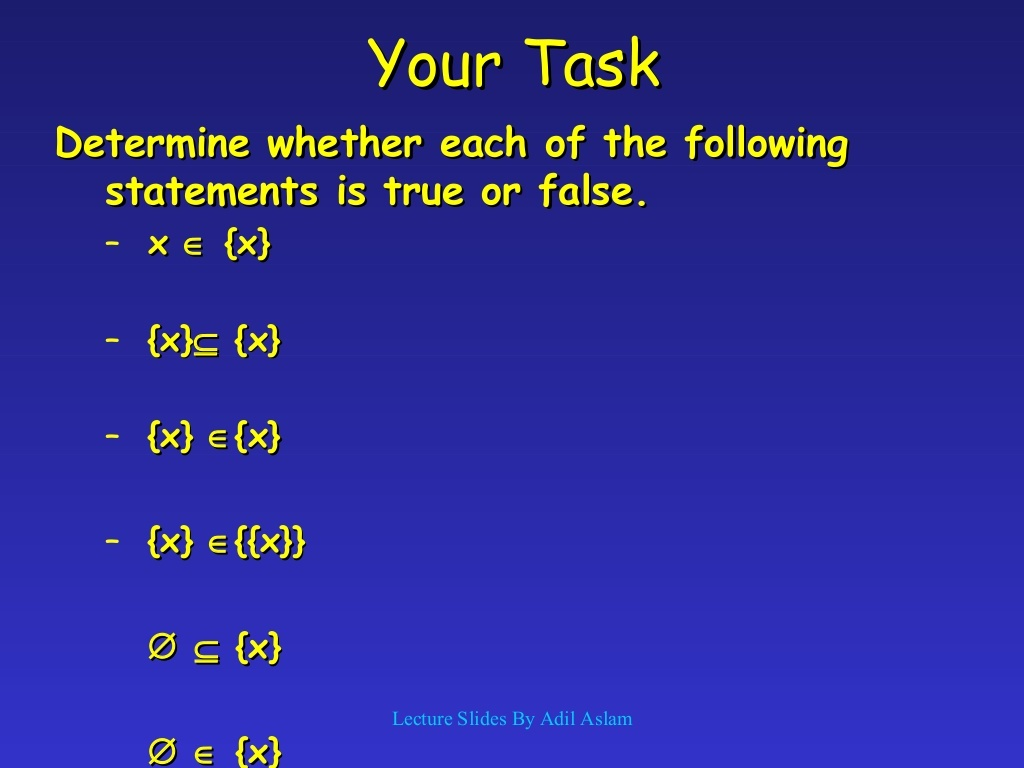 Your Task
Determine whether each of the following
statements is true or false.
– x ∈ {x}
– {x}⊆ {x}
– {x} ∈{x}
– {x} ∈{{x}}
∅ ⊆ {x}
Lecture Slides By Adil Aslam
∅ ∈ {x}